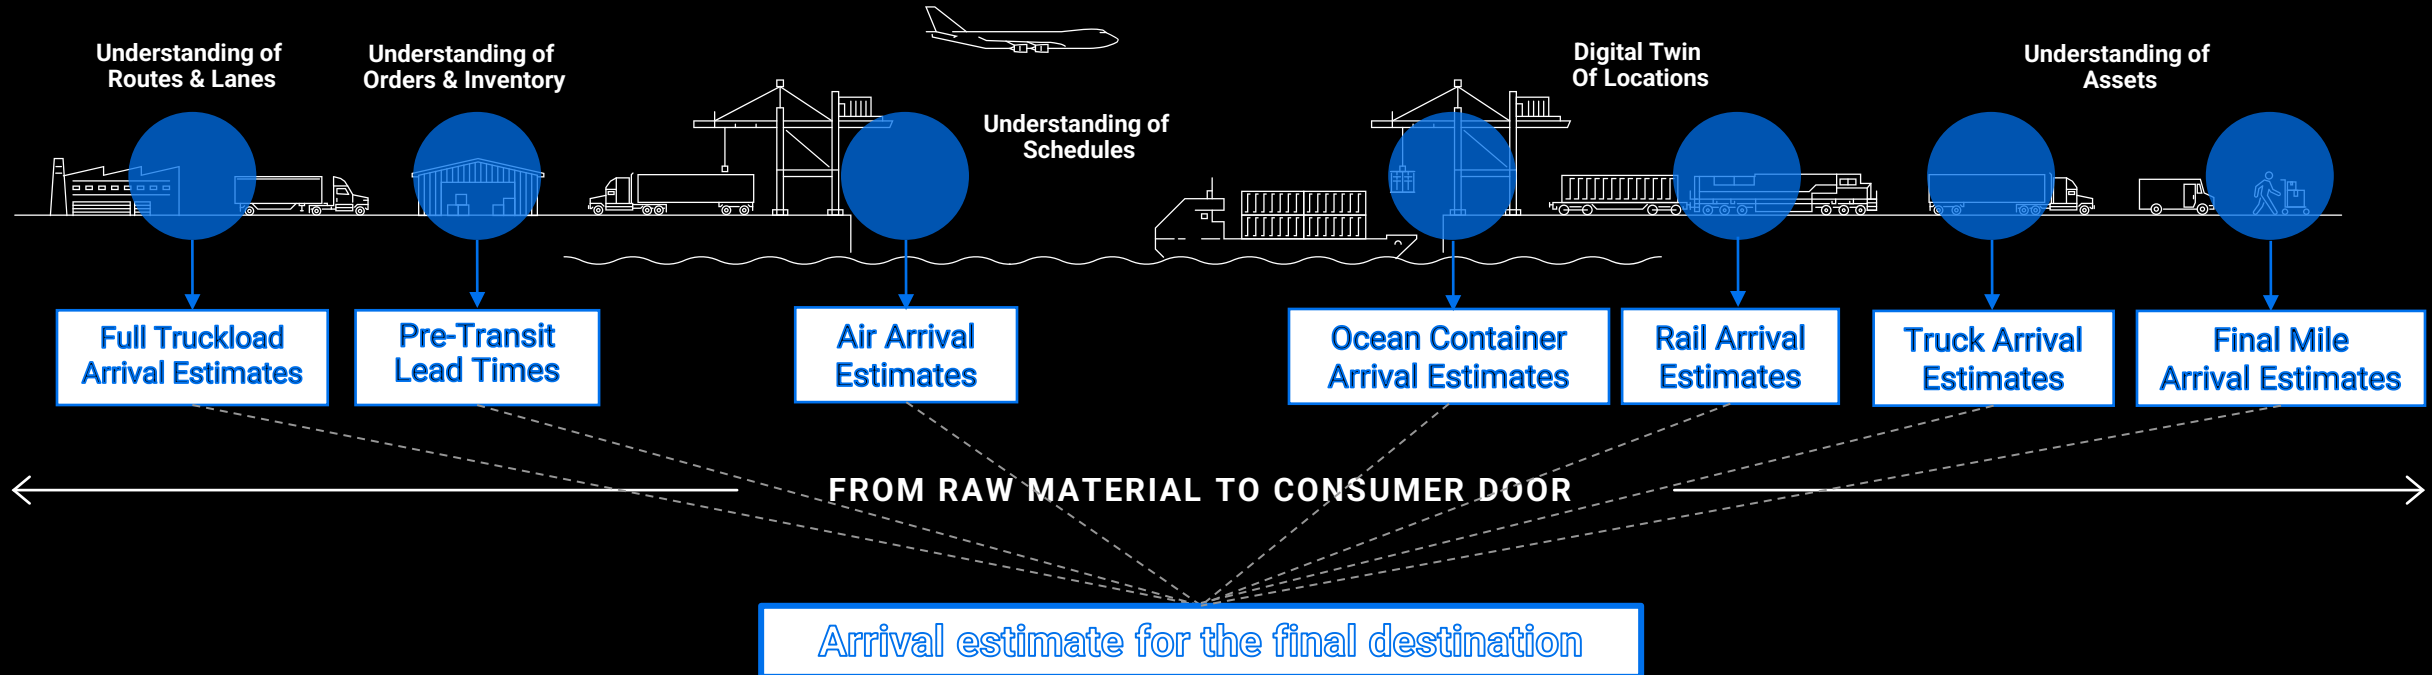 Understanding of
Routes & Lanes
Understanding of
Orders & Inventory
Understanding of
Schedules
Digital Twin
Of Locations
Understanding of
Assets
Full Truckload
Arrival Estimates
Pre-Transit
Lead Times
Air Arrival
Estimates
Ocean Container
Arrival Estimates
Rail Arrival
Estimates
Truck Arrival
Estimates
Final Mile
Arrival Estimates
FROM RAW MATERIAL TO CONSUMER DOOR
Arrival estimate for the final destination